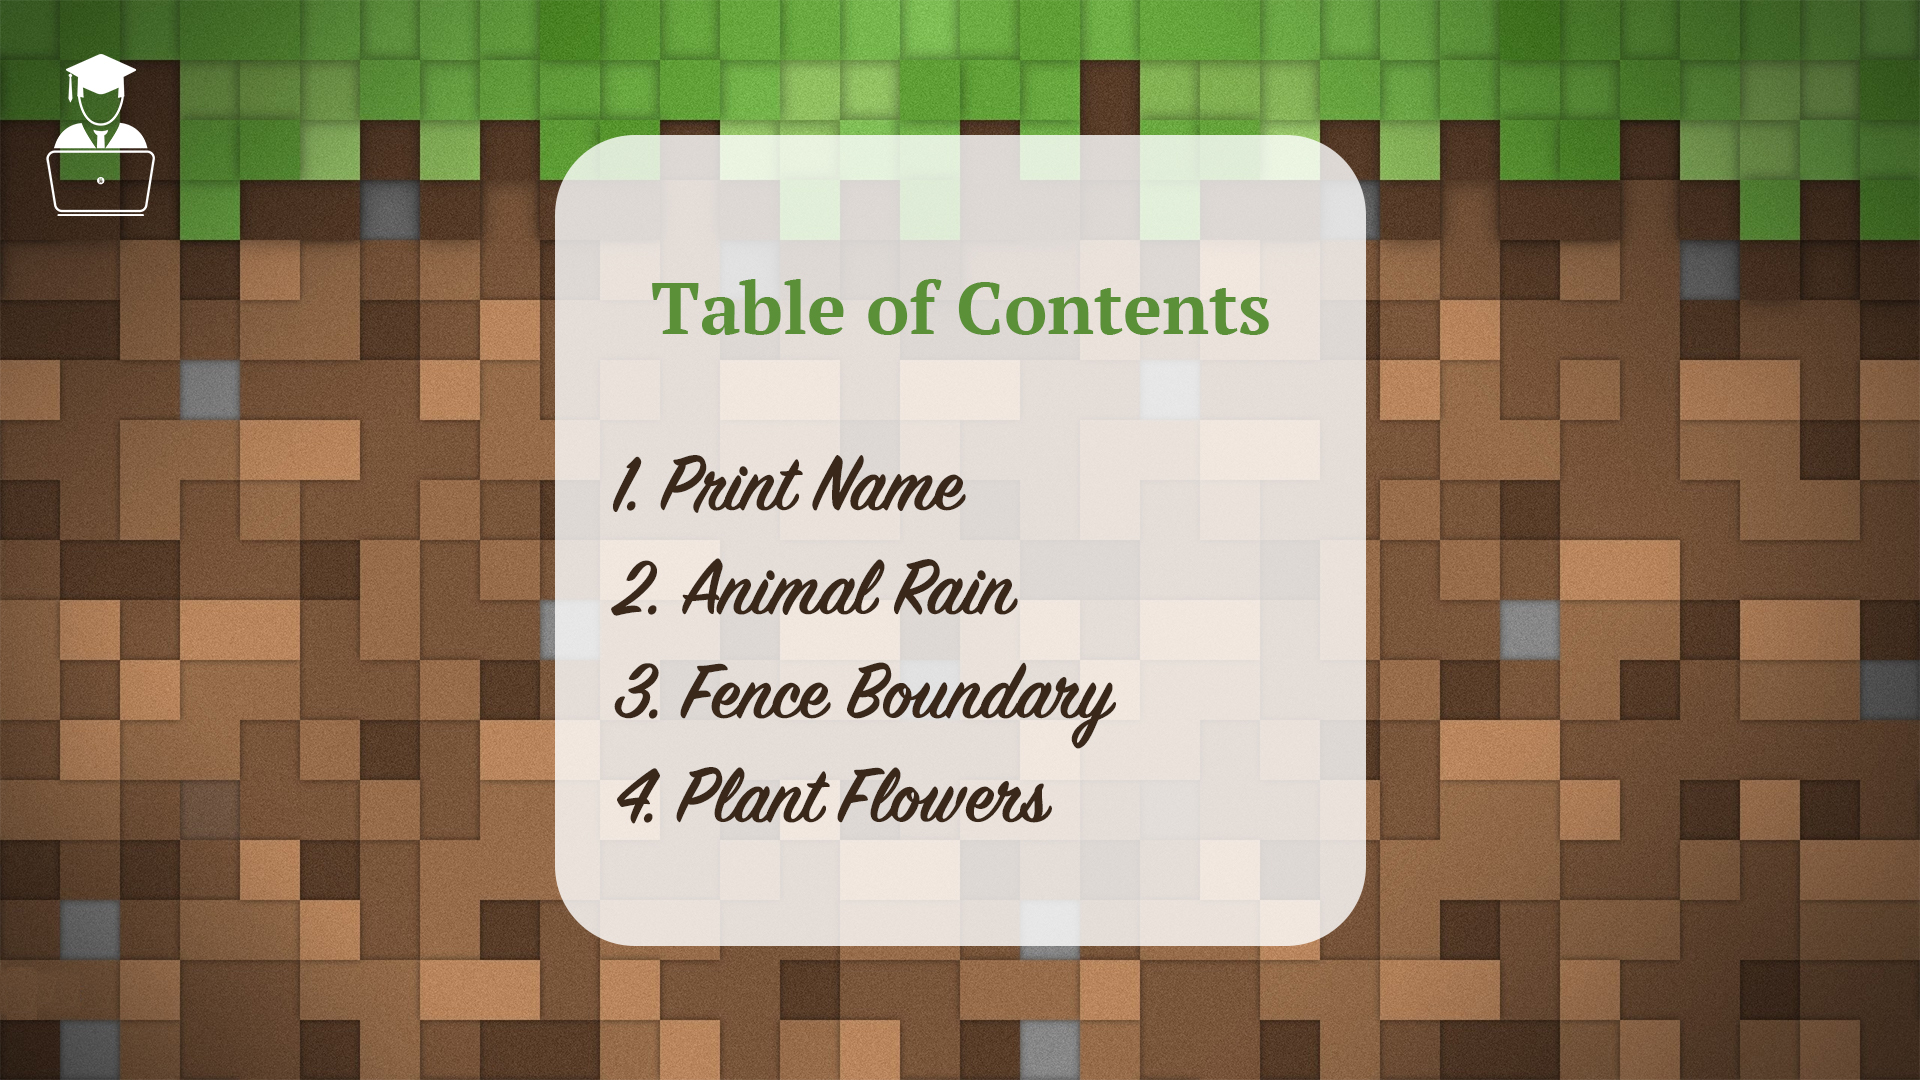 Table of Contents
1. Print Name
2. Animal Rain
3. Fence Boundary
4. Plant Flowers